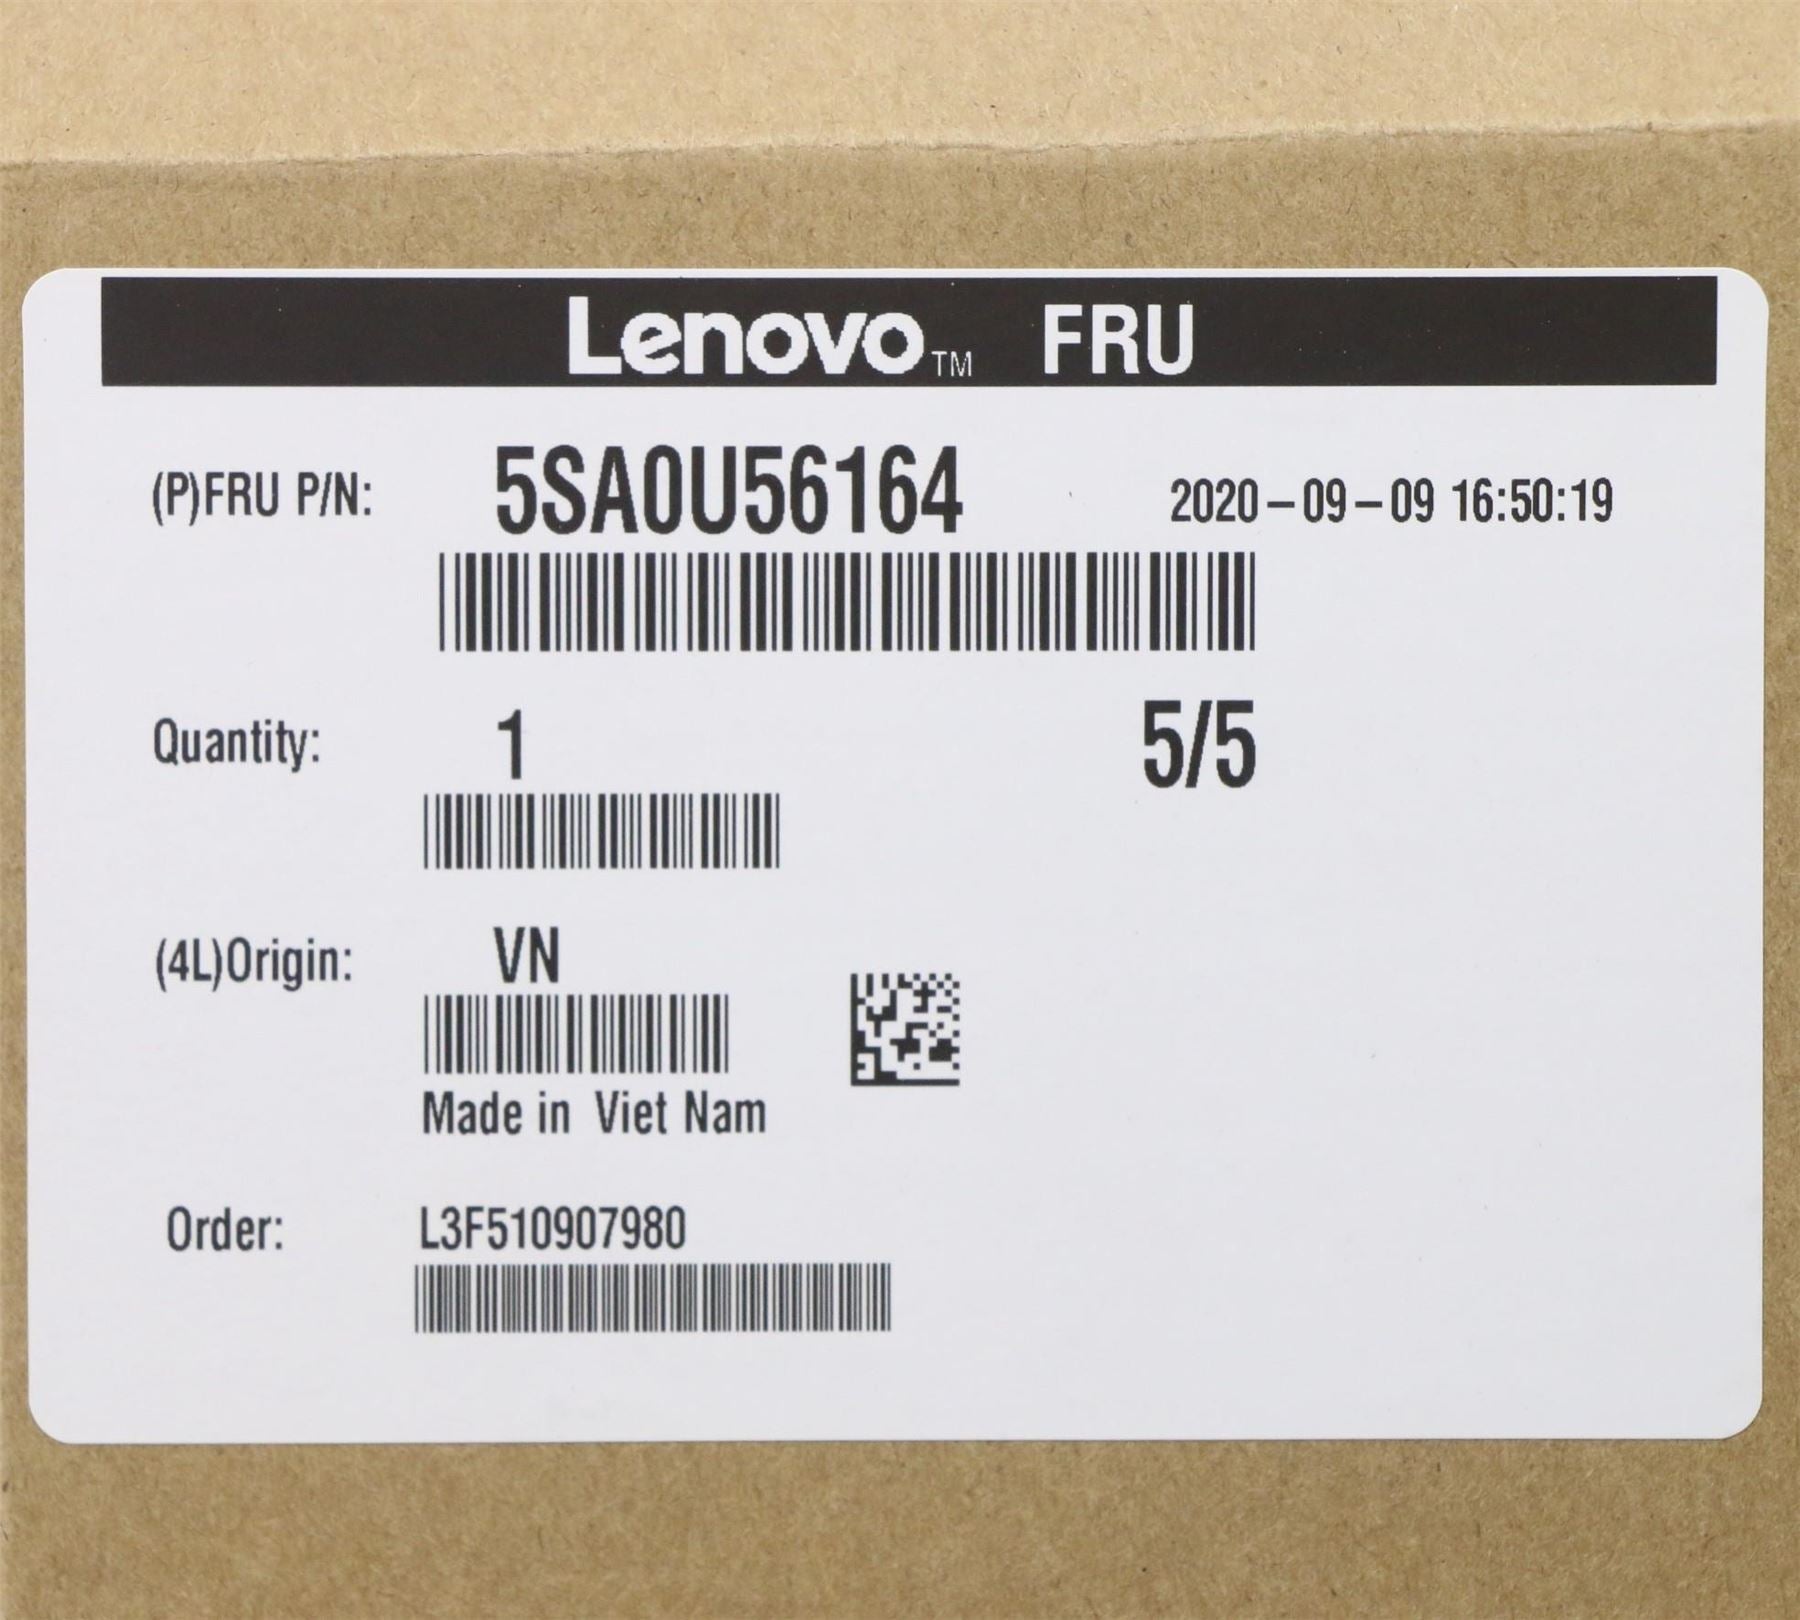 Lenovo™ FRU
(P)FRU P/N: 5SA0U56164 2020-09-09 16:50:19
Quantity: 1 5/5
(4L)Origin: VN
Made in Viet Nam
Order: L3F510907980